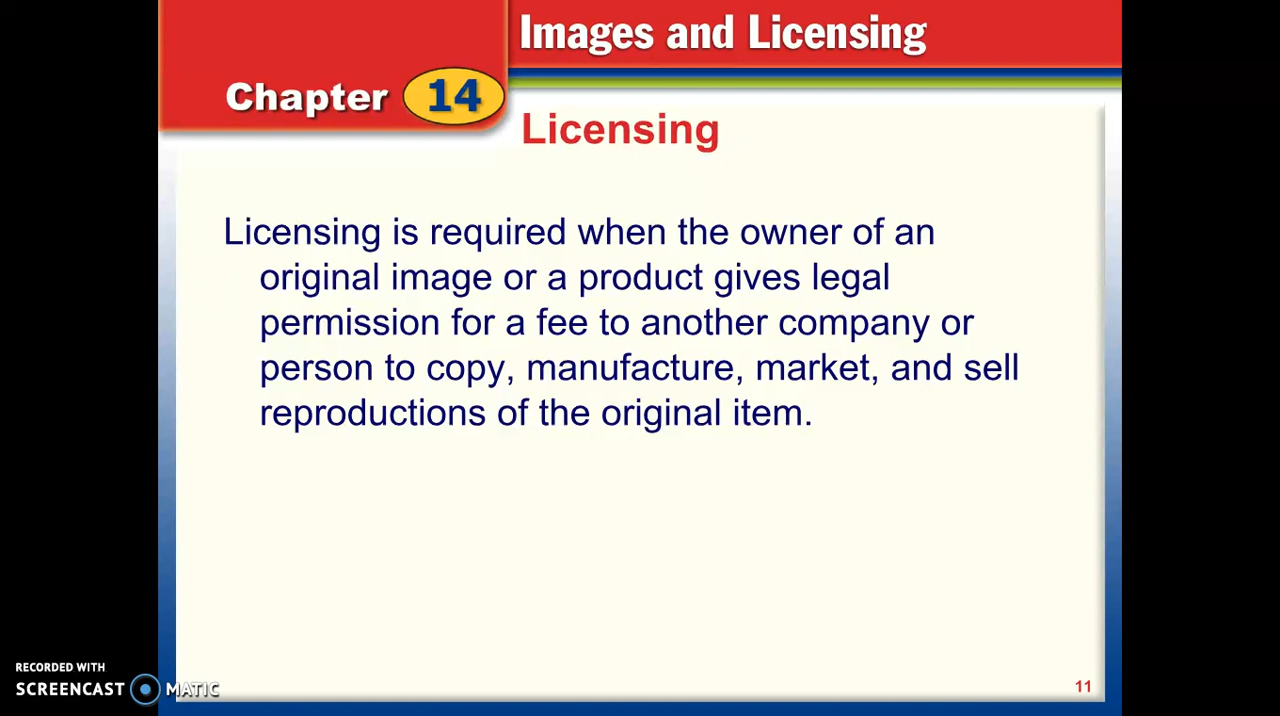 Images and Licensing
Chapter 14
Licensing
Licensing is required when the owner of an
original image or a product gives legal
permission for a fee to another company or
person to copy, manufacture, market, and sell
reproductions of the original item.
RECORDED WITH
SCREENCAST MATIC
11